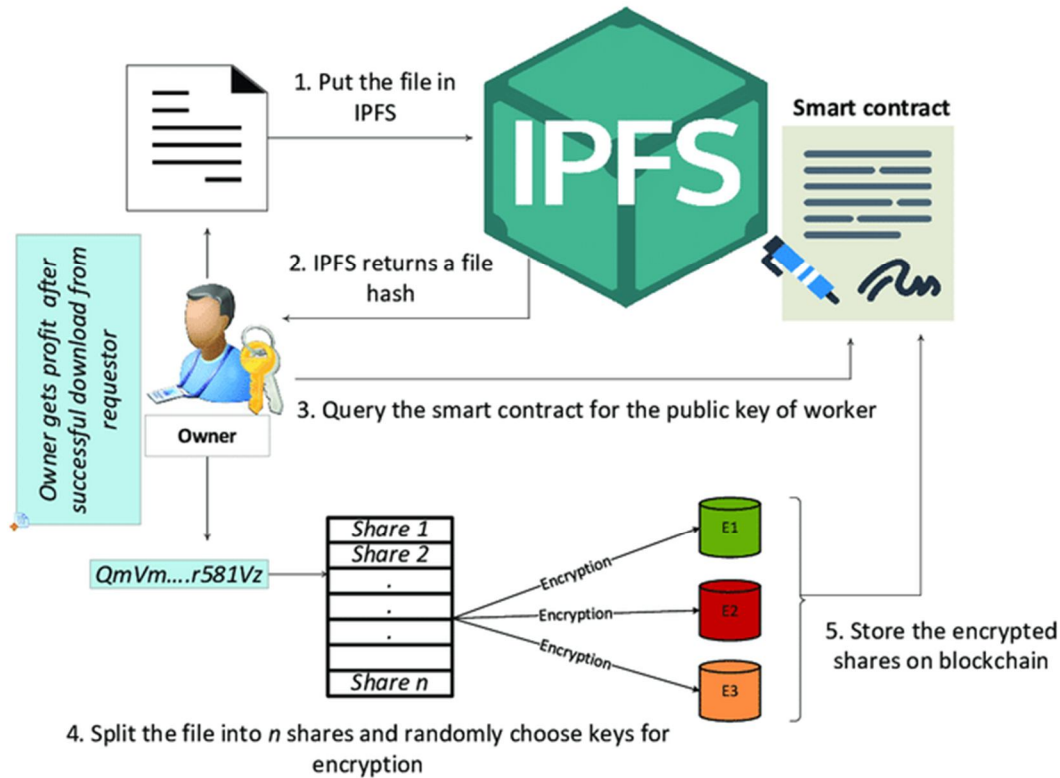 1. Put the file in
IPFS
IPFS
Smart contract
2. IPFS returns a file
hash
Owner gets profit after
successful download from
requestor
3. Query the smart contract for the public key of worker
Owner
QmVm....r581Vz
Share 1
Share 2
.
.
.
Share n
Encryption
Encryption
Encryption
E1
E2
E3
5. Store the encrypted
shares on blockchain
4. Split the file into n shares and randomly choose keys for
encryption